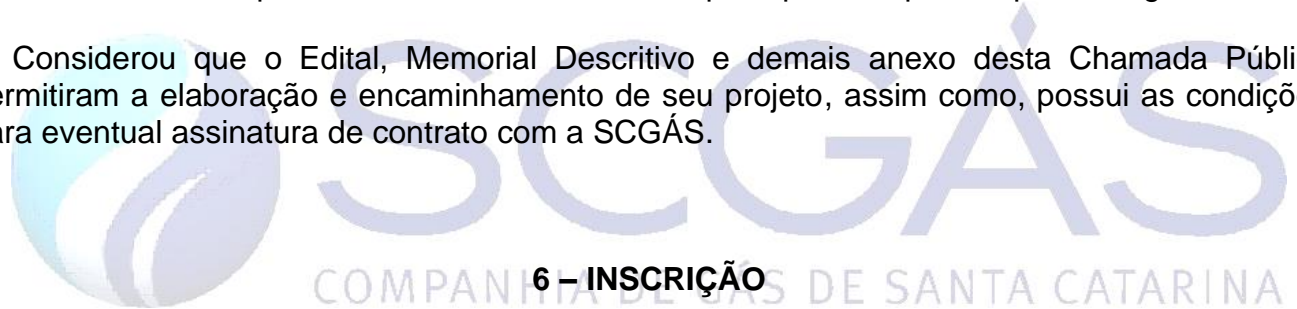 Considerou que o Edital, Memorial Descritivo e demais anexo desta Chamada Públi
ermitiram a elaboração e encaminhamento de seu projeto, assim como, possui as condiçõ
ara eventual assinatura de contrato com a SCGÁS.
SCGÁS
COMPANHIA DE GÁS DE SANTA CATARINA
6 – INSCRIÇÃO